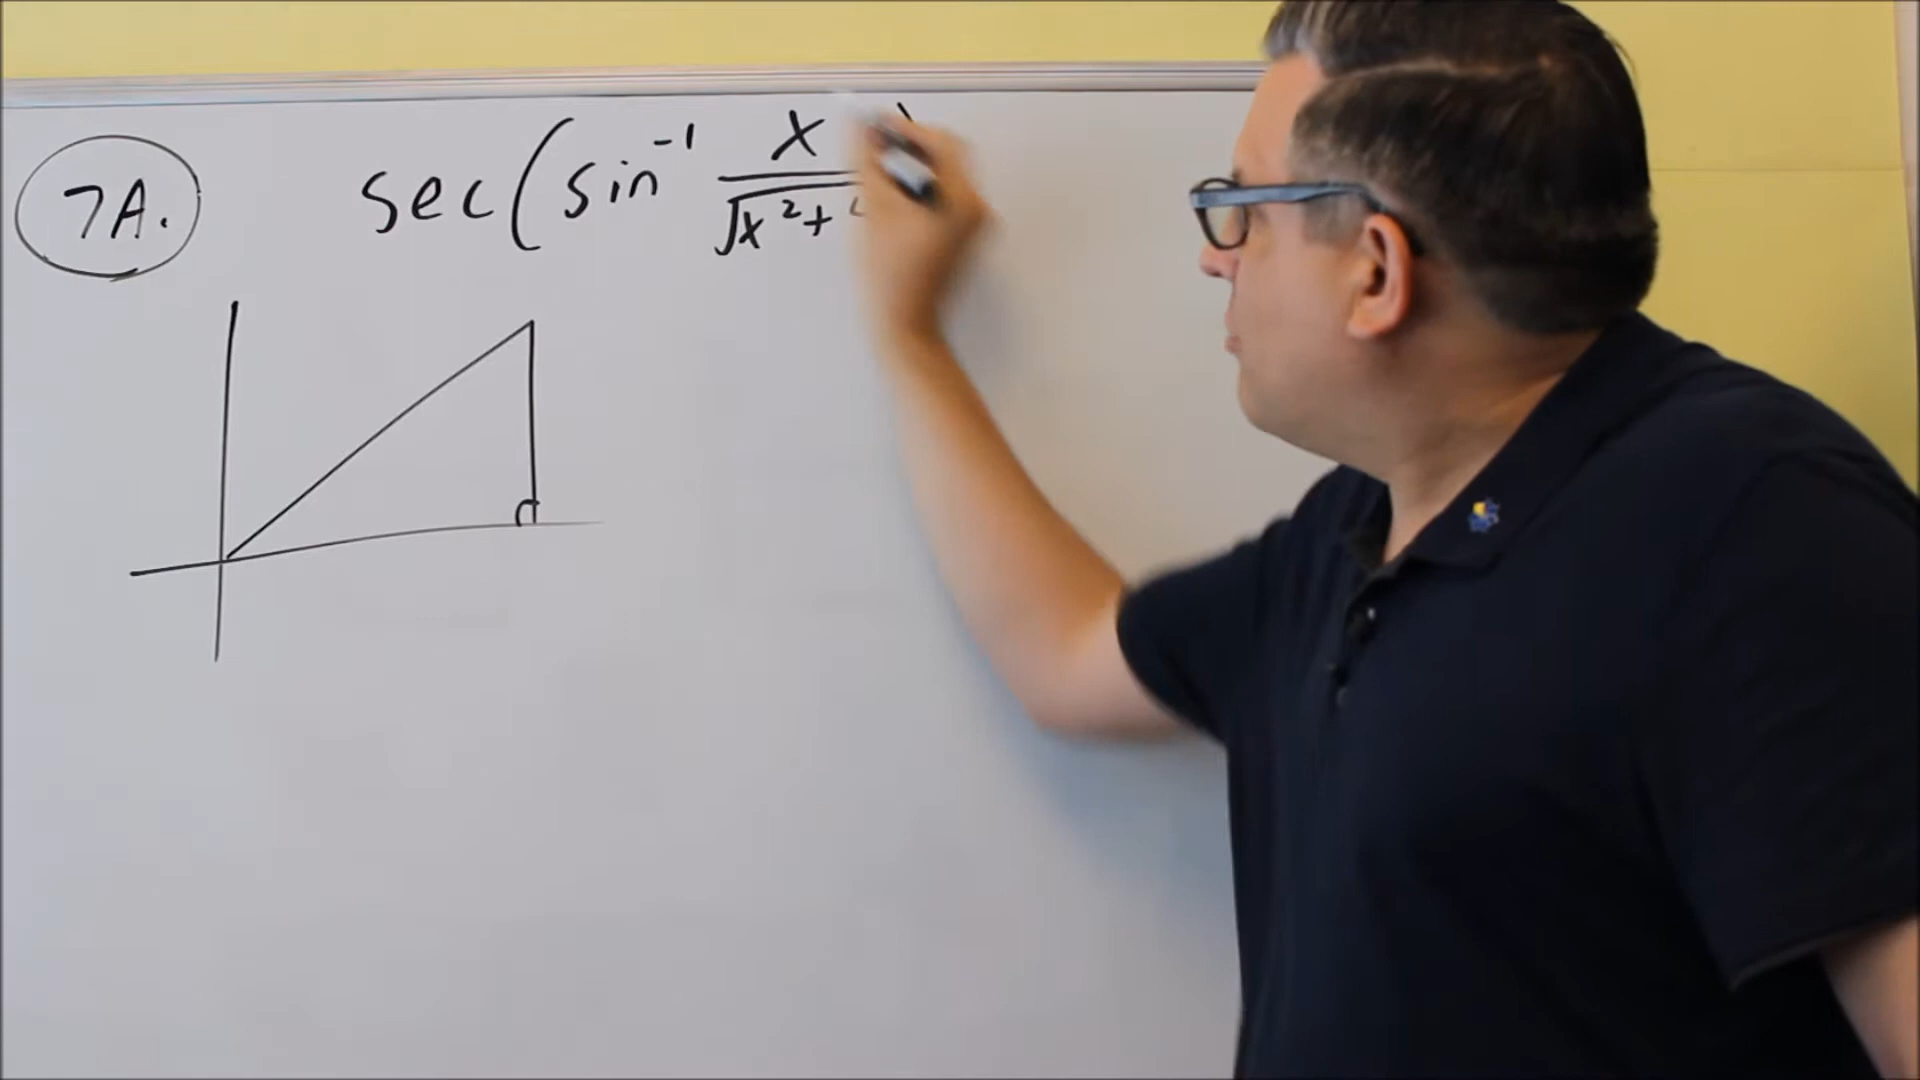 7A. sec(sin⁻¹ x/√x²+ )